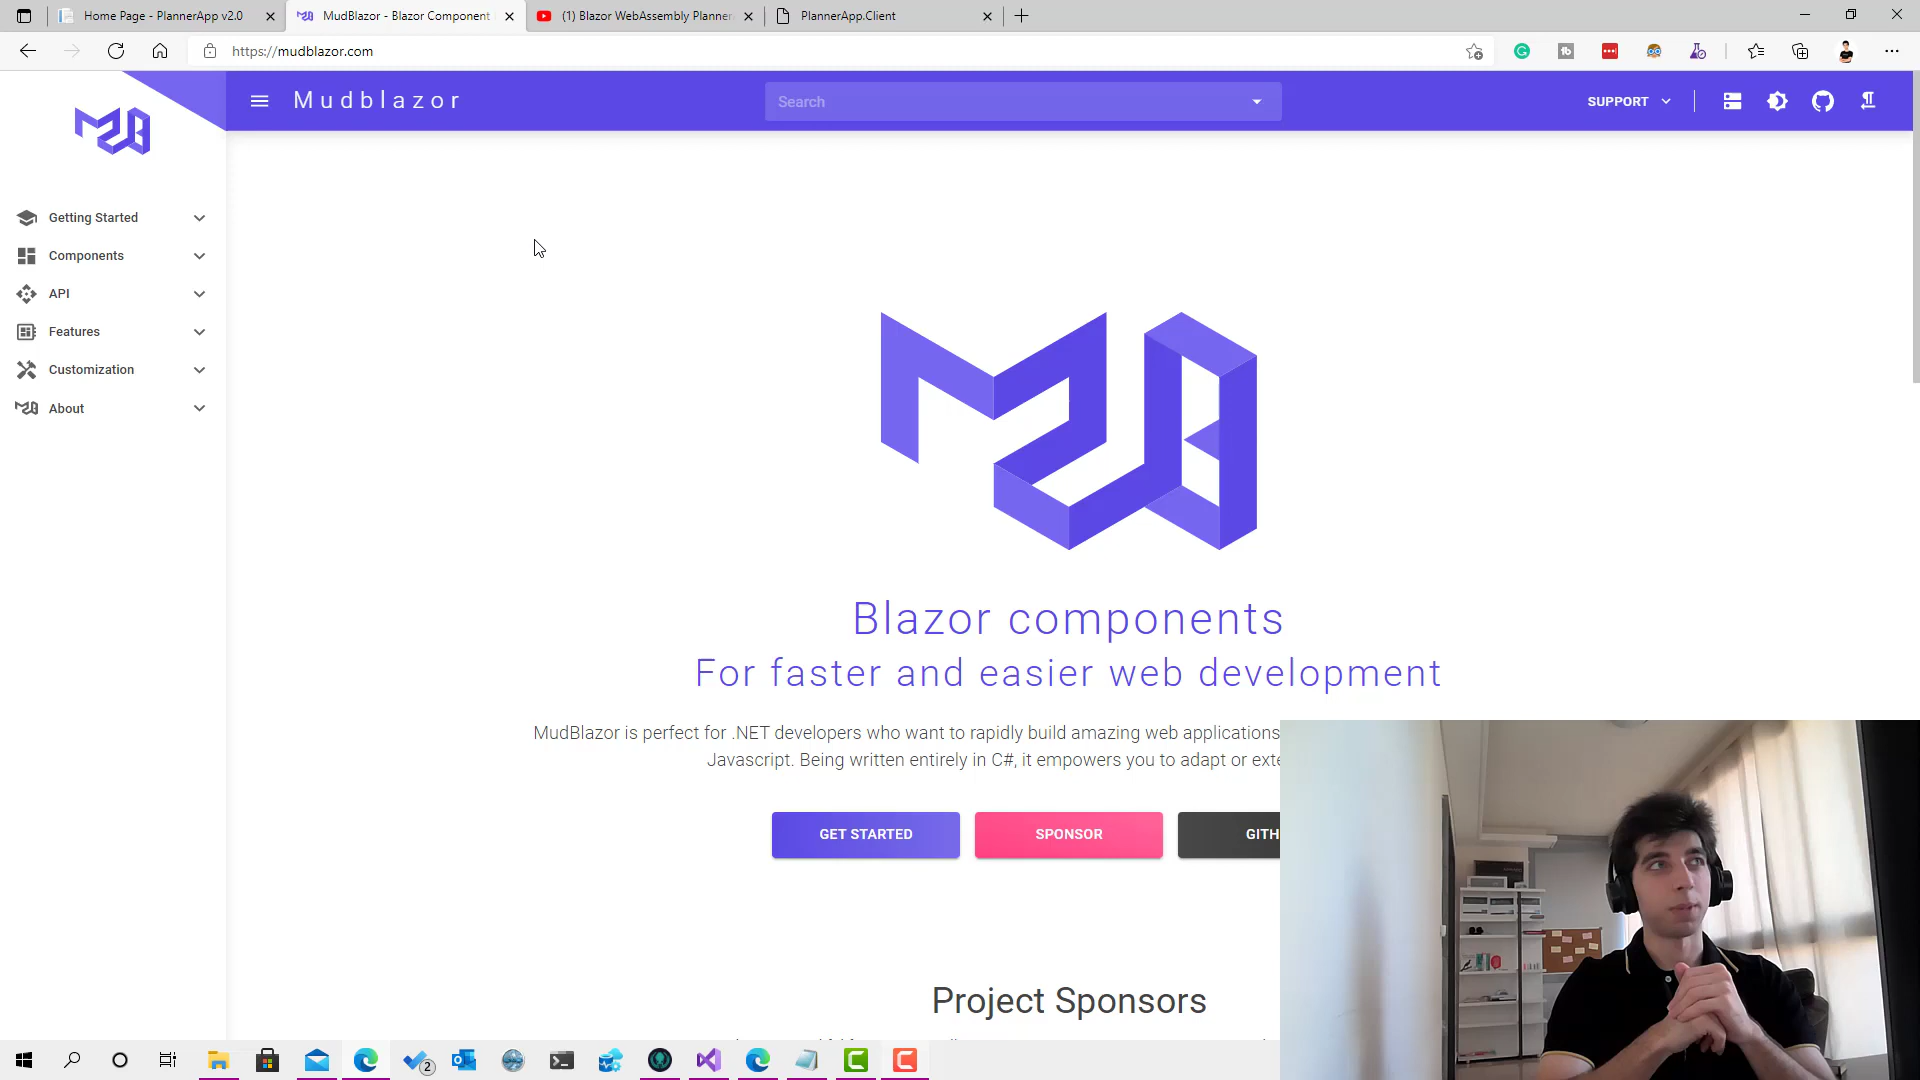 Home Page - PlannerApp v2.0
MudBlazor - Blazor Component
(1) Blazor WebAssembly Planner
PlannerApp.Client
https://mudblazor.com
Mudblazor
Search
SUPPORT
Getting Started
Components
API
Features
Customization
About
Blazor components
For faster and easier web development
MudBlazor is perfect for .NET developers who want to rapidly build amazing web applications
Javascript. Being written entirely in C#, it empowers you to adapt or exte
GET STARTED
SPONSOR
GITH
Project Sponsors
2